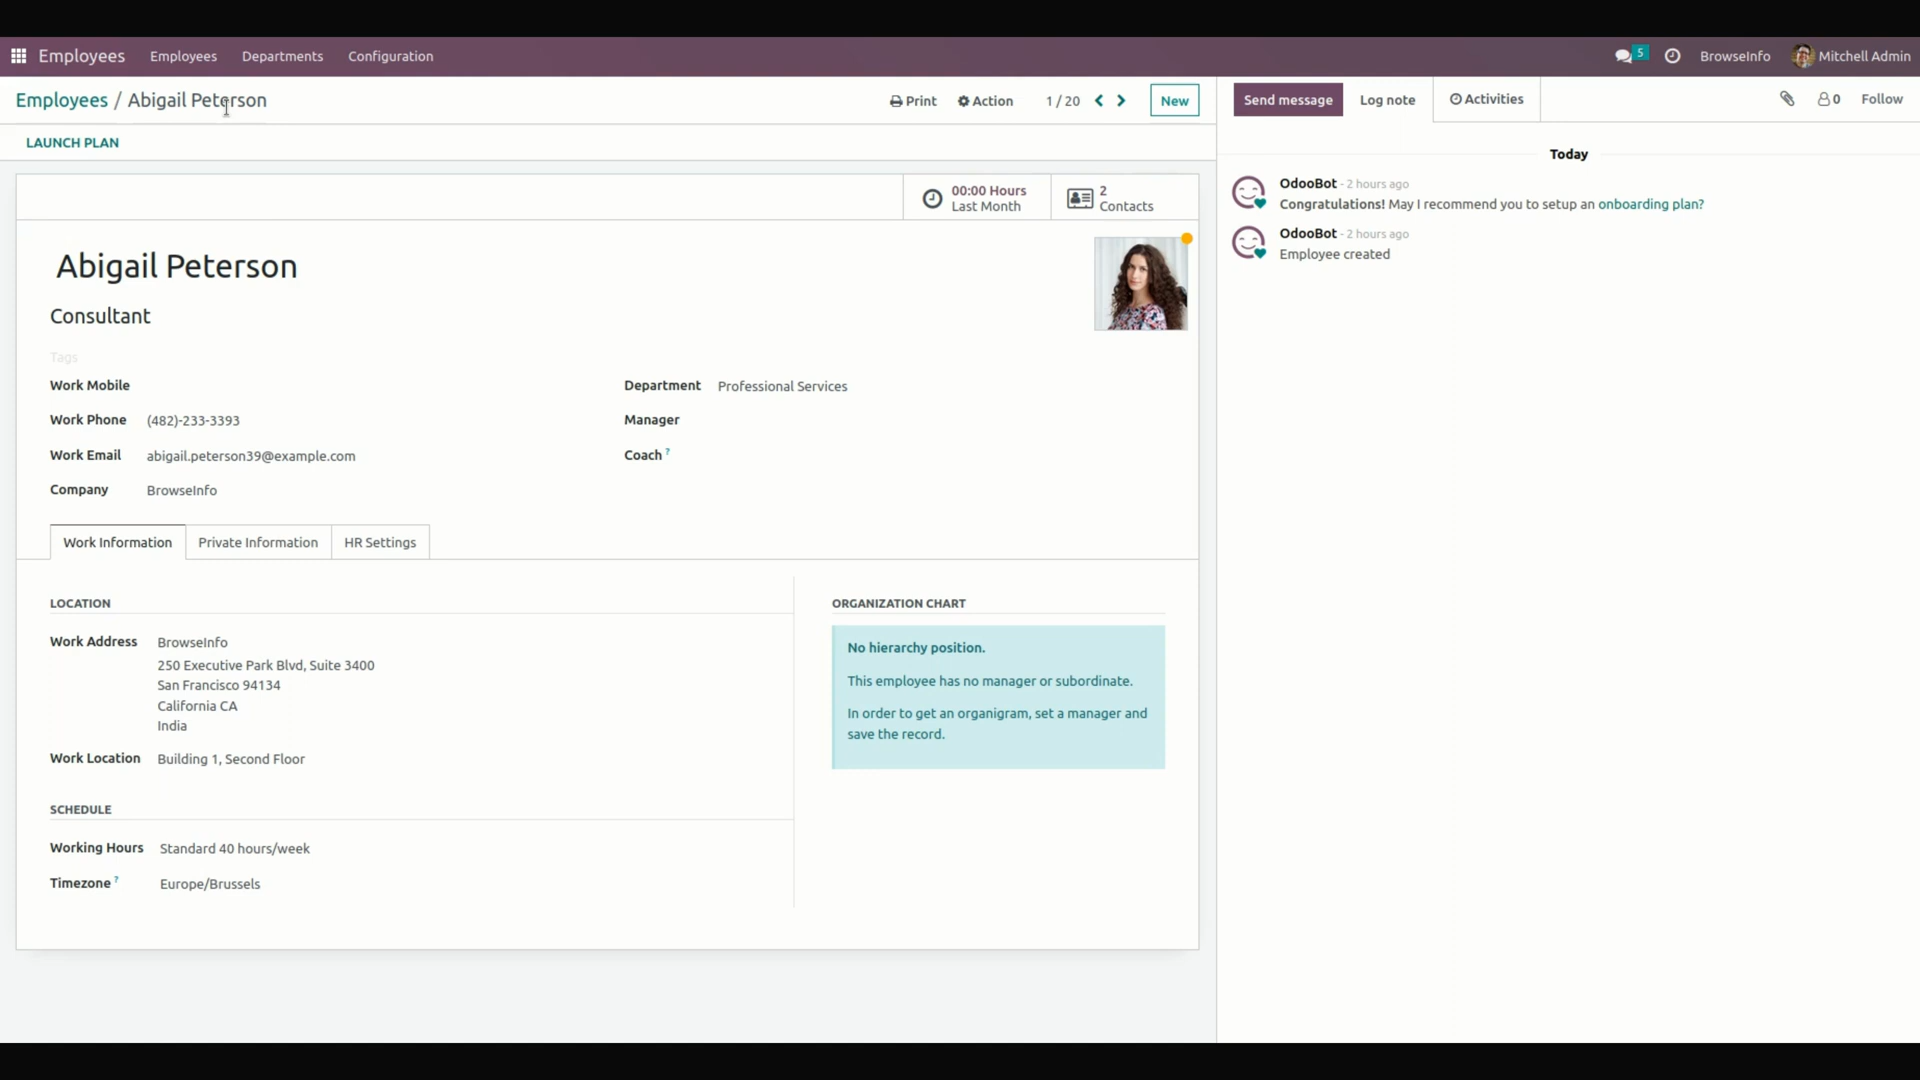 Employees Employees Departments Configuration 5 BrowseInfo Mitchell Admin
Employees / Abigail Peterson Print Action 1 / 20 New
Send message Log note Activities 0 Follow
LAUNCH PLAN
00:00 Hours
Last Month
2
Contacts
Abigail Peterson
Consultant
Tags
Work Mobile
Work Phone (482)-233-3393
Work Email abigail.peterson39@example.com
Company BrowseInfo
Department Professional Services
Manager
Coach ?
Work Information Private Information HR Settings
LOCATION
Work Address BrowseInfo
250 Executive Park Blvd, Suite 3400
San Francisco 94134
California CA
India
Work Location Building 1, Second Floor
SCHEDULE
Working Hours Standard 40 hours/week
Timezone ? Europe/Brussels
ORGANIZATION CHART
No hierarchy position.
This employee has no manager or subordinate.
In order to get an organigram, set a manager and
save the record.
Today
OdooBot - 2 hours ago
Congratulations! May I recommend you to setup an onboarding plan?
OdooBot - 2 hours ago
Employee created